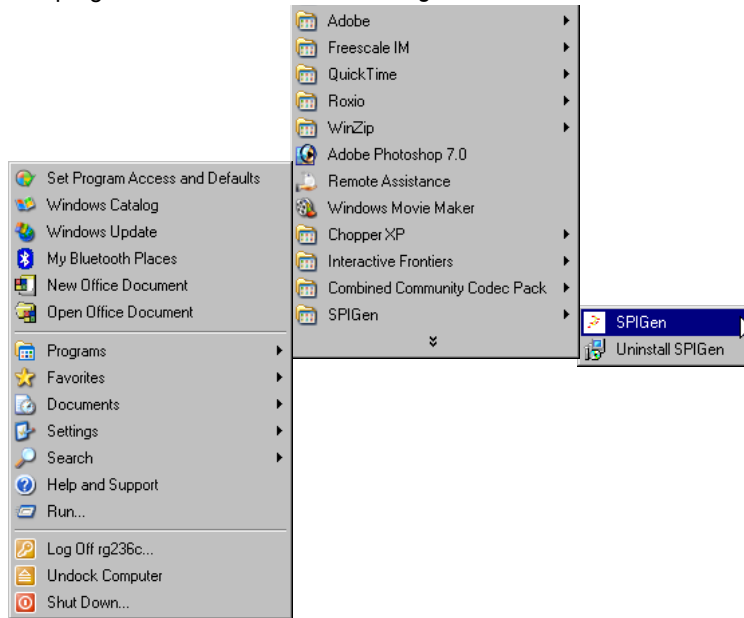 Adobe
Freescale IM
QuickTime
Roxio
WinZip
Adobe Photoshop 7.0
Remote Assistance
Windows Movie Maker
Chopper XP
Interactive Frontiers
Combined Community Codec Pack
SPIGen
Set Program Access and Defaults
Windows Catalog
Windows Update
My Bluetooth Places
New Office Document
Open Office Document
Programs
Favorites
Documents
Settings
Search
Help and Support
Run...
Log Off rg236c...
Undock Computer
Shut Down...
SPIGen
Uninstall SPIGen